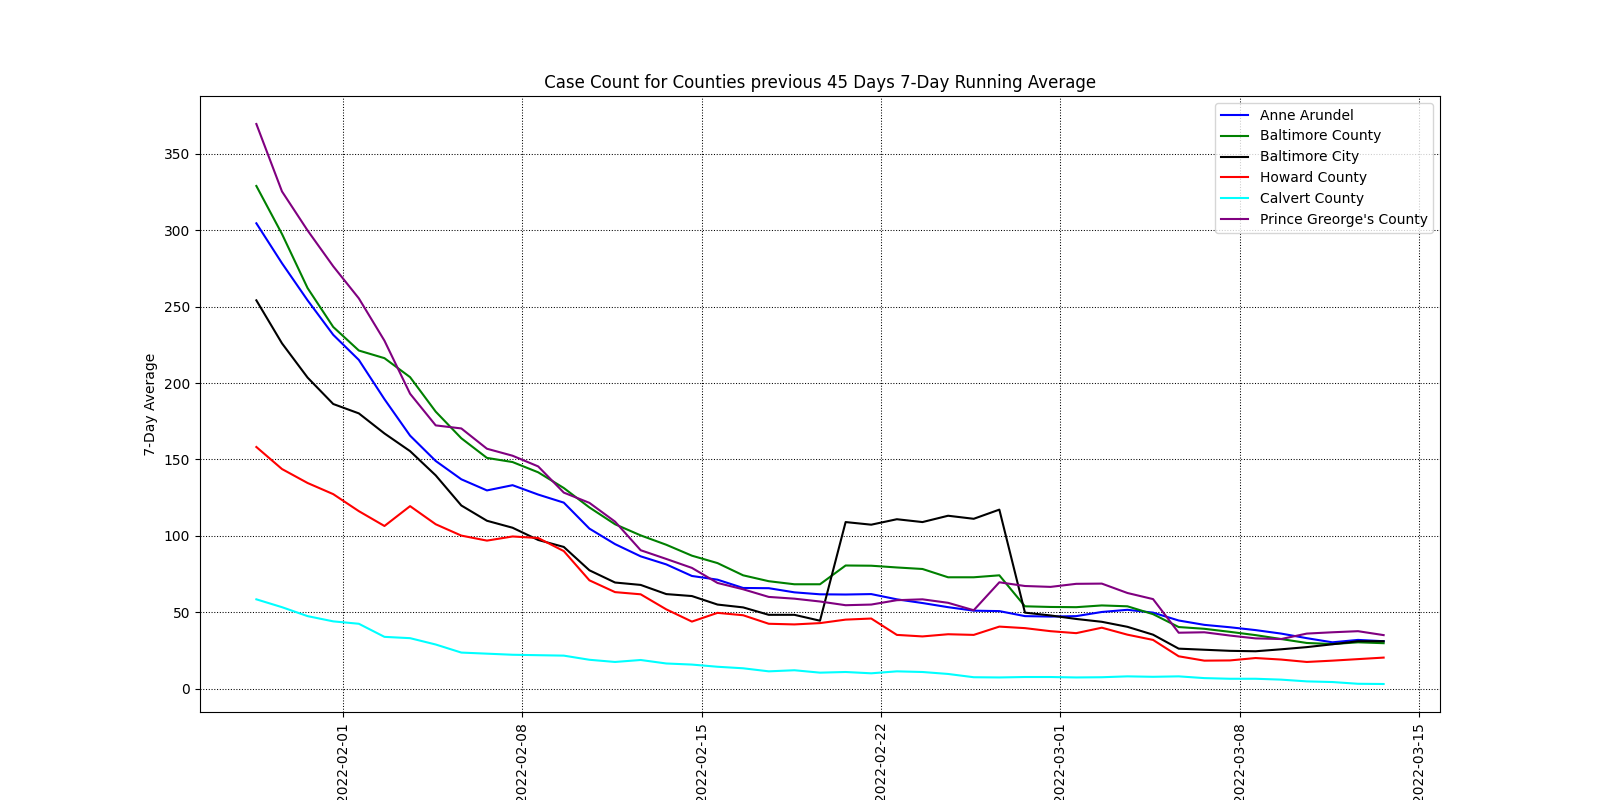 Case Count for Counties previous 45 Days 7-Day Running Average
Anne Arundel
Baltimore County
Baltimore City
Howard County
Calvert County
Prince Greorge's County
7-Day Average
350
300
250
200
150
100
50
0
2022-02-01
2022-02-08
2022-02-15
2022-02-22
2022-03-01
2022-03-08
2022-03-15